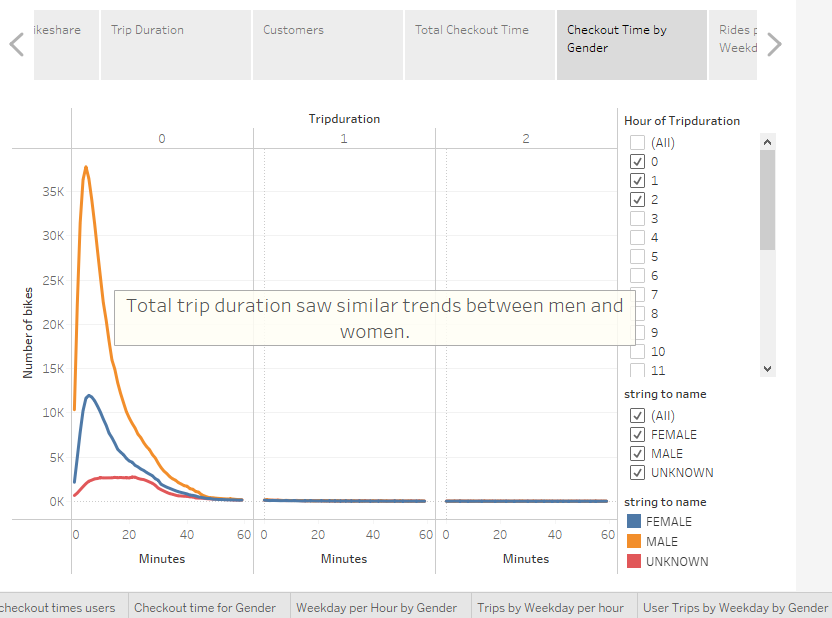 ikeshare
Trip Duration
Customers
Total Checkout Time
Checkout Time by
Gender
Rides
Weekd
Tripduration
0
1
2
Number of bikes
35K
30K
25K
20K
15K
10K
5K
0K
Total trip duration saw similar trends between men and
women.
0 20 40 60
0 20 40 60
0 20 40 60
Minutes
Minutes
Minutes
Hour of Tripduration
(All)
0
1
2
3
4
5
6
7
8
9
10
11
string to name
(All)
FEMALE
MALE
UNKNOWN
string to name
FEMALE
MALE
UNKNOWN
checkout times users
Checkout time for Gender
Weekday per Hour by Gender
Trips by Weekday per hour
User Trips by Weekday by Gender